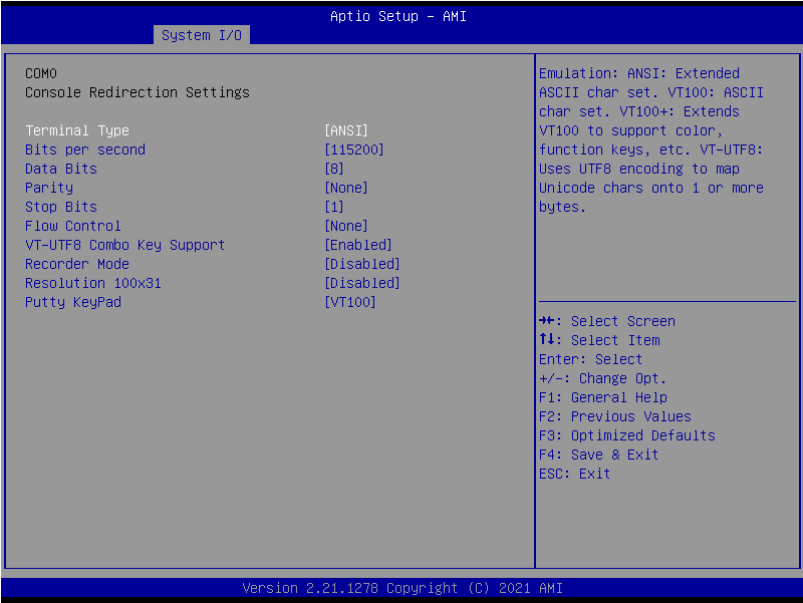 Aptio Setup - AMI
System I/O
COM0
Console Redirection Settings
Terminal Type [ANSI]
Bits per second [115200]
Data Bits [8]
Parity [None]
Stop Bits [1]
Flow Control [None]
VT-UTF8 Combo Key Support [Enabled]
Recorder Mode [Disabled]
Resolution 100x31 [Disabled]
Putty KeyPad [VT100]
Emulation: ANSI: Extended
ASCII char set. VT100: ASCII
char set. VT100+: Extends
VT100 to support color,
function keys, etc. VT-UTF8:
Uses UTF8 encoding to map
Unicode chars onto 1 or more
bytes.
→←: Select Screen
↑↓: Select Item
Enter: Select
+/-: Change Opt.
F1: General Help
F2: Previous Values
F3: Optimized Defaults
F4: Save & Exit
ESC: Exit
Version 2.21.1278 Copyright (C) 2021 AMI